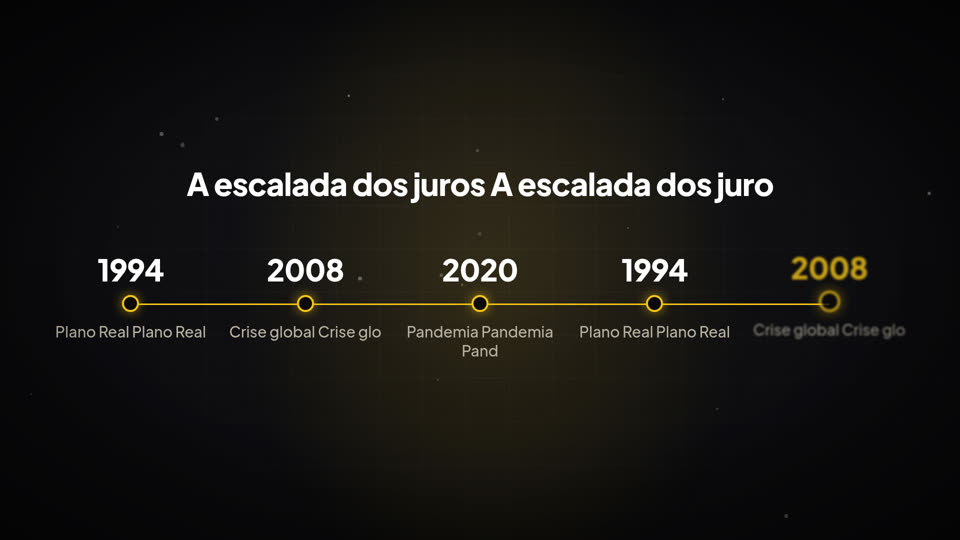 A escalada dos juros A escalada dos juro
1994
2008
2020
1994
2008
Plano Real Plano Real
Crise global Crise glo
Pandemia Pandemia
Pand
Plano Real Plano Real
Crise global Crise glo